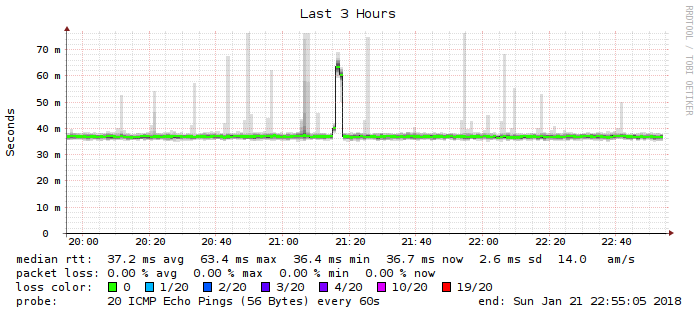 Last 3 Hours
RRDTOOL / TOBI OETIKER
Seconds
70 m
60 m
50 m
40 m
30 m
20 m
10 m
0
20:00 20:20 20:40 21:00 21:20 21:40 22:00 22:20 22:40
median rtt: 37.2 ms avg 63.4 ms max 36.4 ms min 36.7 ms now 2.6 ms sd 14.0 am/s
packet loss: 0.00 % avg 0.00 % max 0.00 % min 0.00 % now
loss color: 0 1/20 2/20 3/20 4/20 10/20 19/20
probe: 20 ICMP Echo Pings (56 Bytes) every 60s end: Sun Jan 21 22:55:05 2018